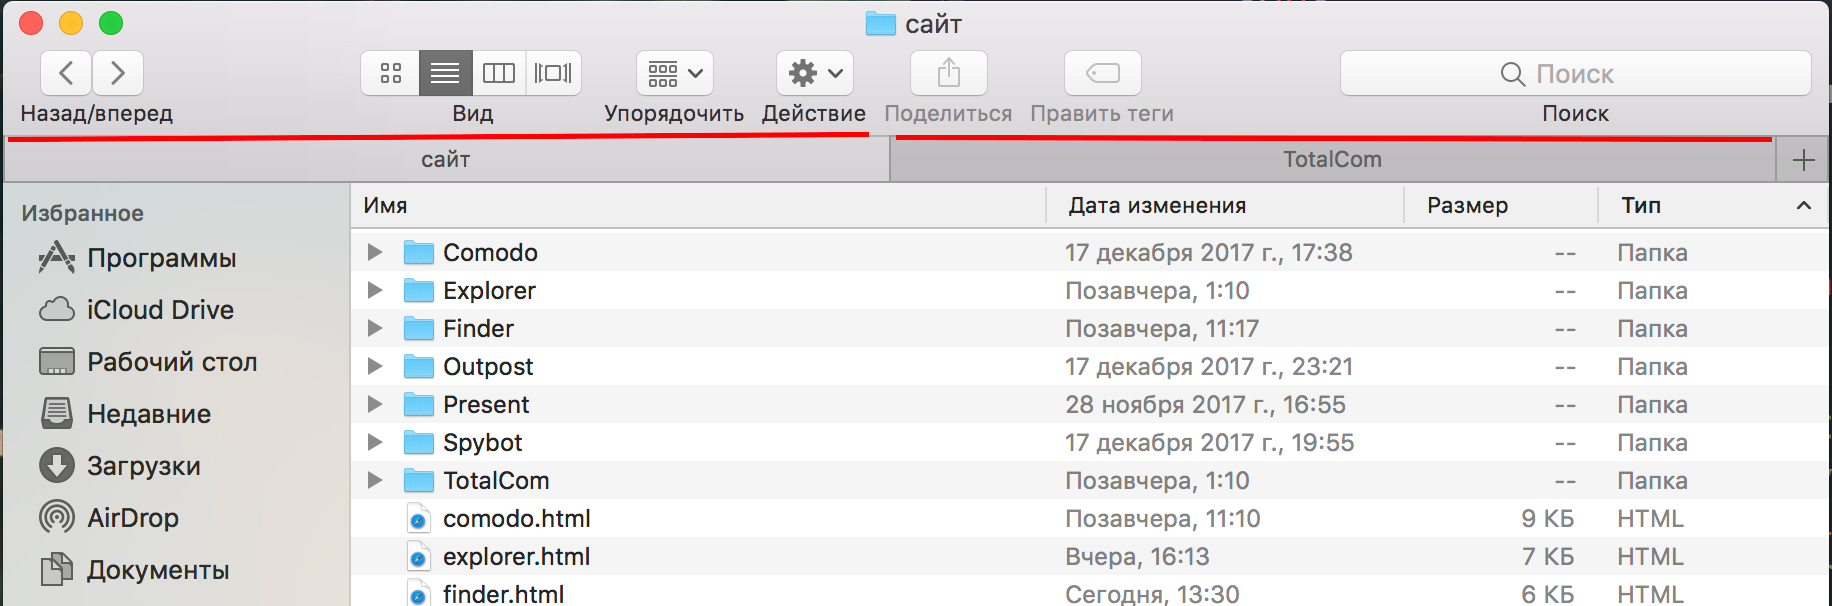 сайт
Поиск
Назад/вперед Вид Упорядочить Действие Поделиться Править теги Поиск
сайт TotalCom
Избранное
Программы
iCloud Drive
Рабочий стол
Недавние
Загрузки
AirDrop
Документы
Имя Дата изменения Размер Тип
Comodo 17 декабря 2017 г., 17:38 -- Папка
Explorer Позавчера, 1:10 -- Папка
Finder Позавчера, 11:17 -- Папка
Outpost 17 декабря 2017 г., 23:21 -- Папка
Present 28 ноября 2017 г., 16:55 -- Папка
Spybot 17 декабря 2017 г., 19:55 -- Папка
TotalCom Позавчера, 1:10 -- Папка
comodo.html Позавчера, 11:10 9 КБ HTML
explorer.html Вчера, 16:13 7 КБ HTML
finder.html Сегодня, 13:30 6 КБ HTML